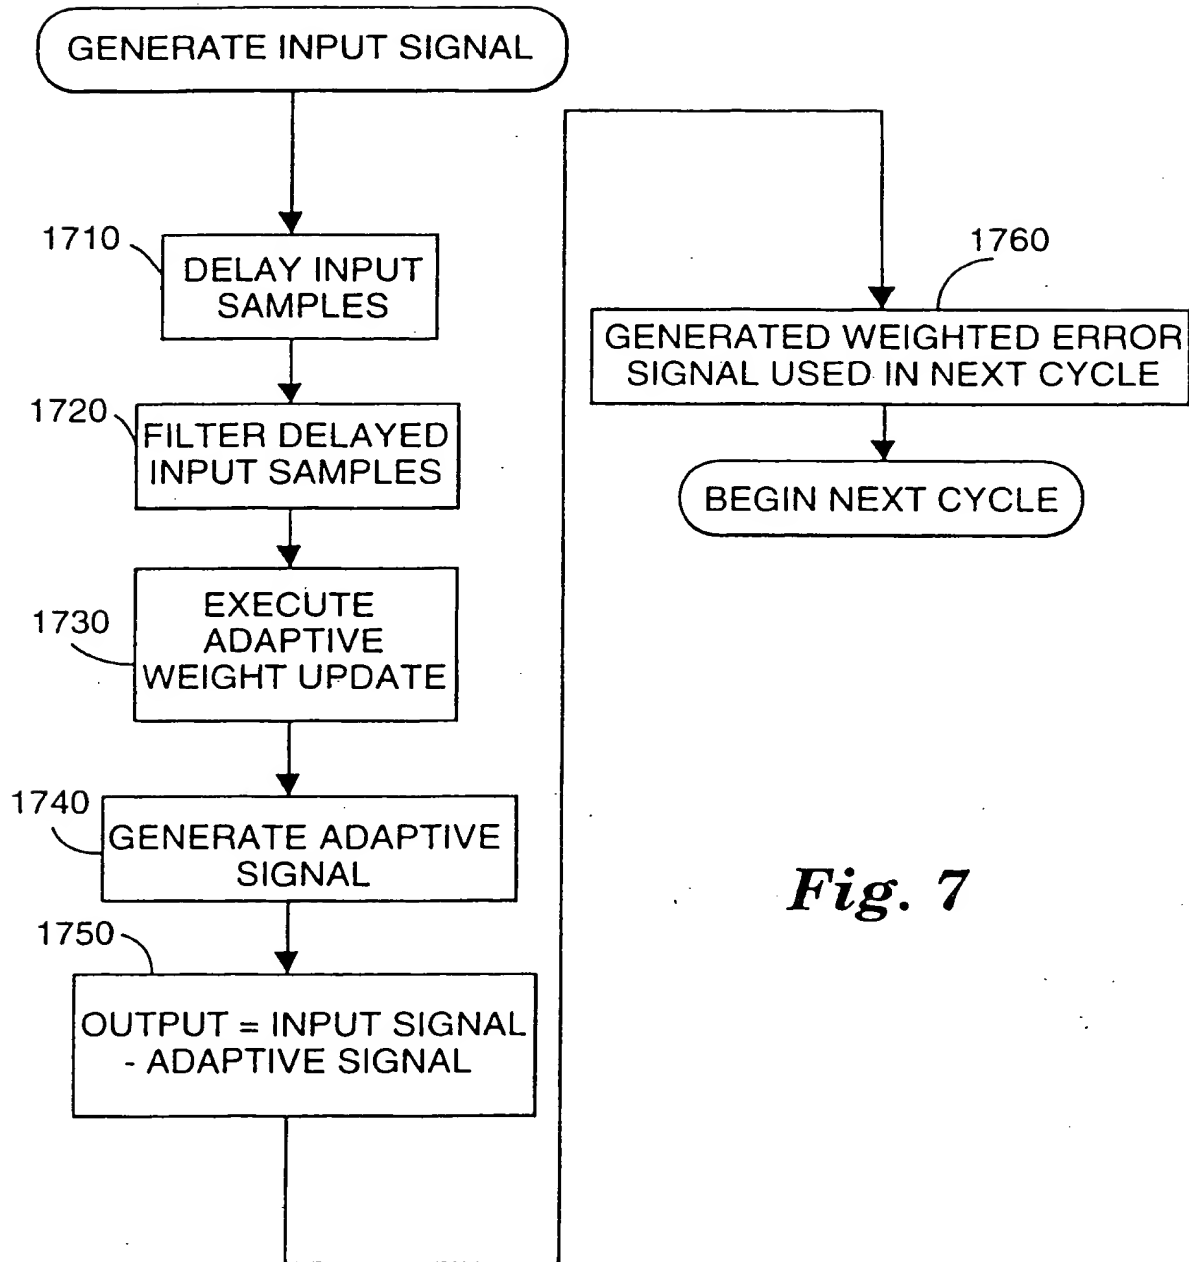 GENERATE INPUT SIGNAL
1710
DELAY INPUT
SAMPLES
1720
FILTER DELAYED
INPUT SAMPLES
1730
EXECUTE
ADAPTIVE
WEIGHT UPDATE
1740
GENERATE ADAPTIVE
SIGNAL
1750
OUTPUT = INPUT SIGNAL
- ADAPTIVE SIGNAL
1760
GENERATED WEIGHTED ERROR
SIGNAL USED IN NEXT CYCLE
BEGIN NEXT CYCLE
Fig. 7